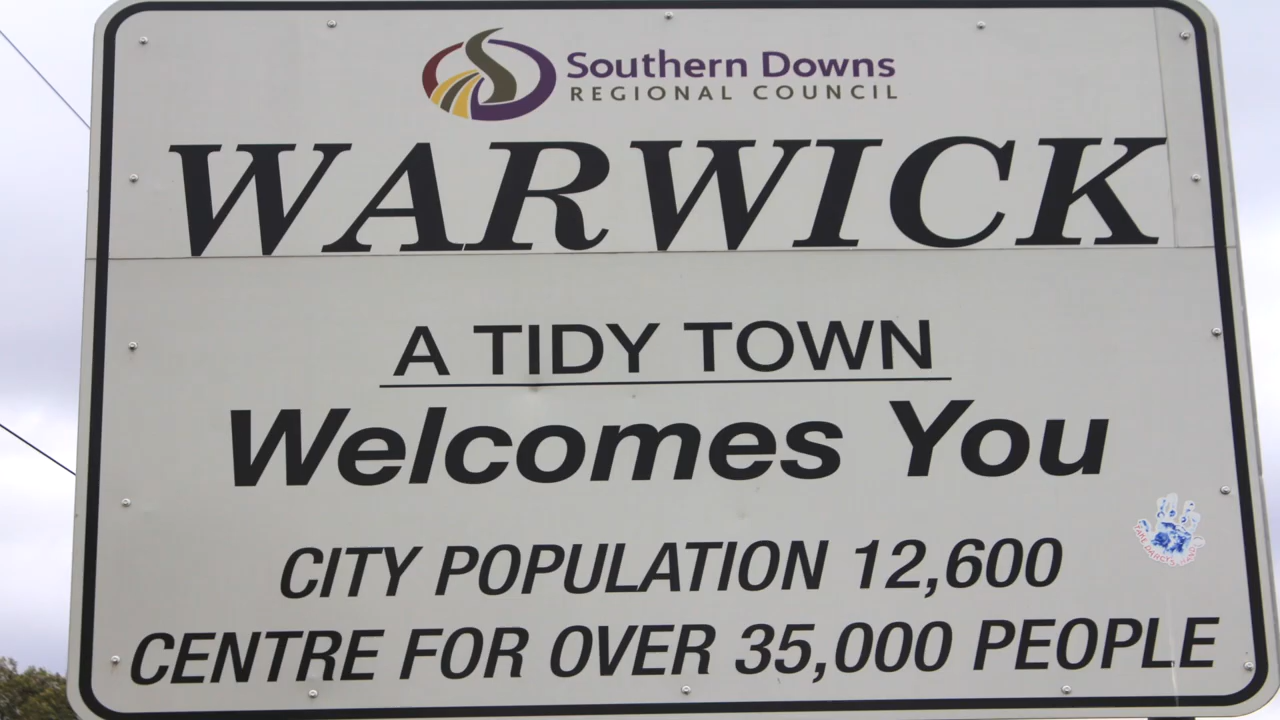 Southern Downs
REGIONAL COUNCIL
WARWICK
A TIDY TOWN
Welcomes You
CITY POPULATION 12,600
CENTRE FOR OVER 35,000 PEOPLE